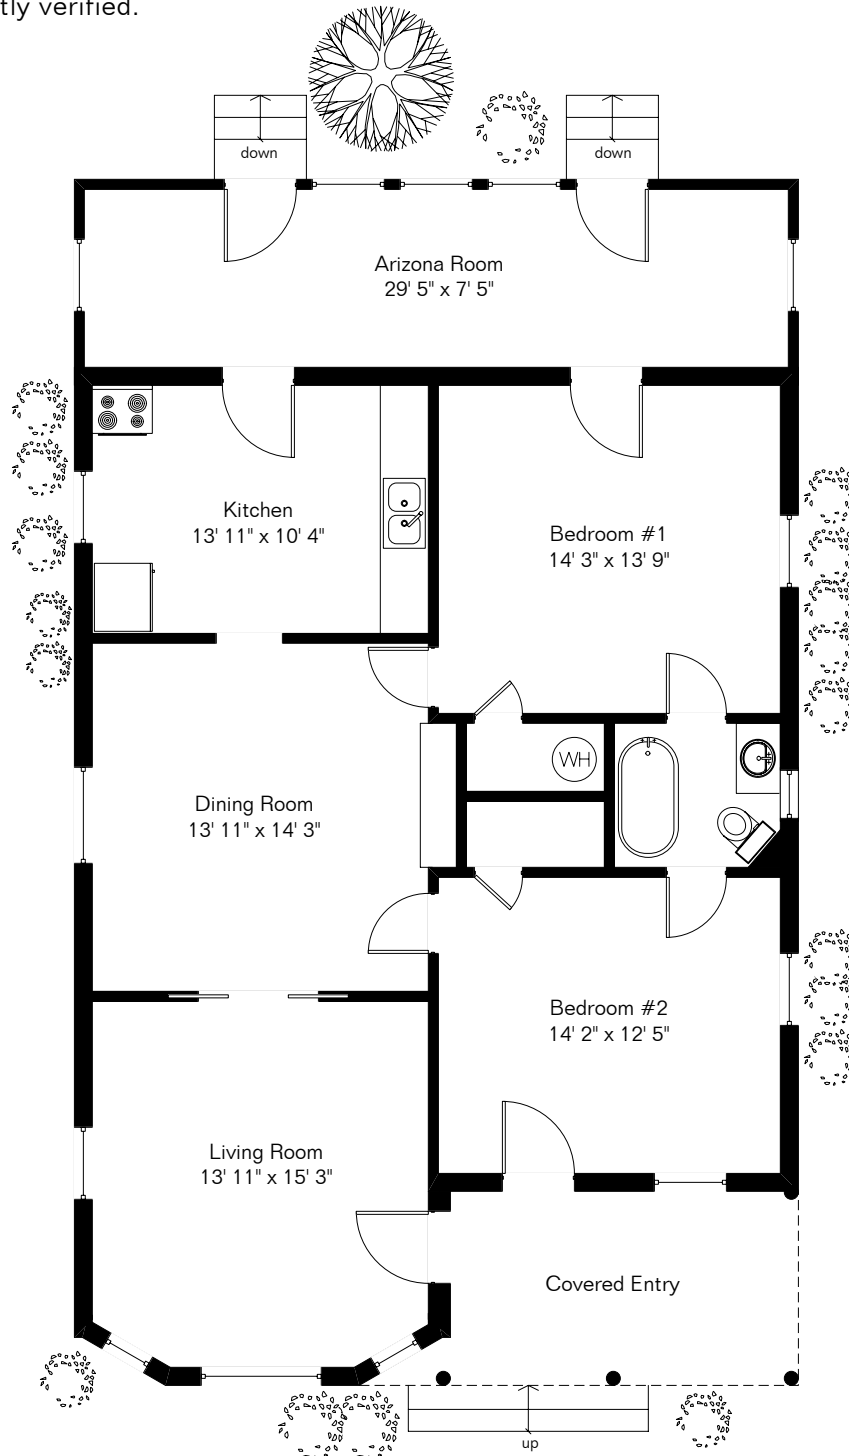 tly verified.
down
down
Arizona Room
29' 5" x 7' 5"
Kitchen
13' 11" x 10' 4"
Bedroom #1
14' 3" x 13' 9"
WH
Dining Room
13' 11" x 14' 3"
Bedroom #2
14' 2" x 12' 5"
Living Room
13' 11" x 15' 3"
Covered Entry
up